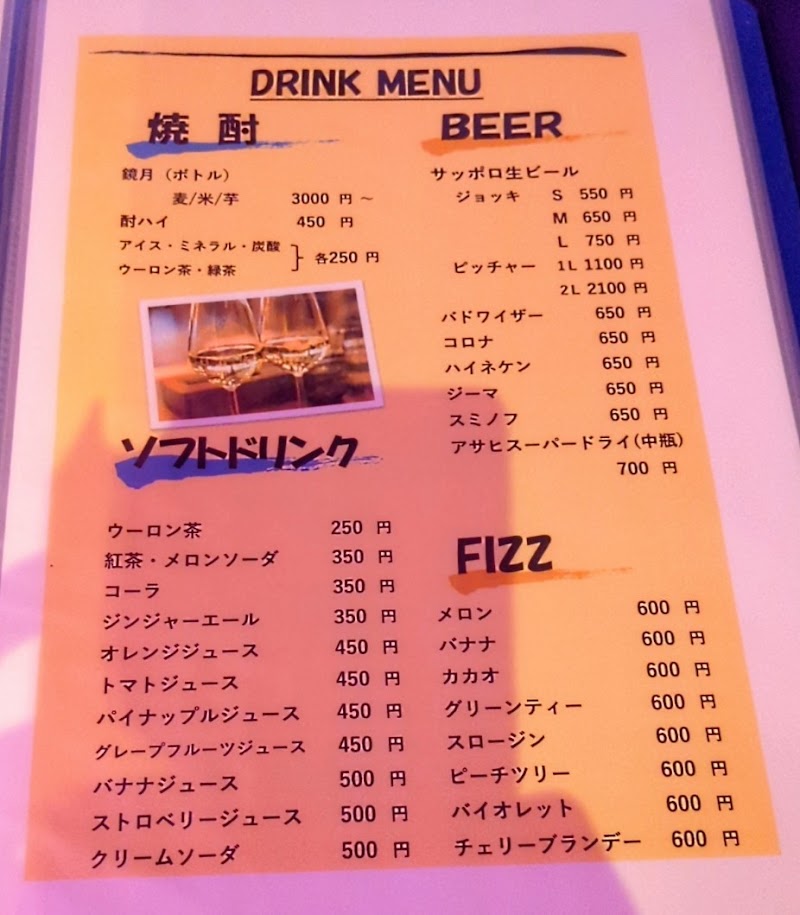 DRINK MENU
焼 酎
鏡月（ボトル）
麦/米/芋 3000 円 ～
酎ハイ 450 円
アイス・ミネラル・炭酸
ウーロン茶・緑茶
} 各250 円
ソフトドリンク
ウーロン茶 250 円
紅茶・メロンソーダ 350 円
コーラ 350 円
ジンジャーエール 350 円
オレンジジュース 450 円
トマトジュース 450 円
パイナップルジュース 450 円
グレープフルーツジュース 450 円
バナナジュース 500 円
ストロベリージュース 500 円
クリームソーダ 500 円
BEER
サッポロ生ビール
ジョッキ S 550 円
M 650 円
L 750 円
ピッチャー 1L 1100 円
2L 2100 円
バドワイザー 650 円
コロナ 650 円
ハイネケン 650 円
ジーマ 650 円
スミノフ 650 円
アサヒスーパードライ(中瓶)
700 円
FIZZ
メロン 600 円
バナナ 600 円
カカオ 600 円
グリーンティー 600 円
スロージン 600 円
ピーチツリー 600 円
バイオレット 600 円
チェリーブランデー 600 円